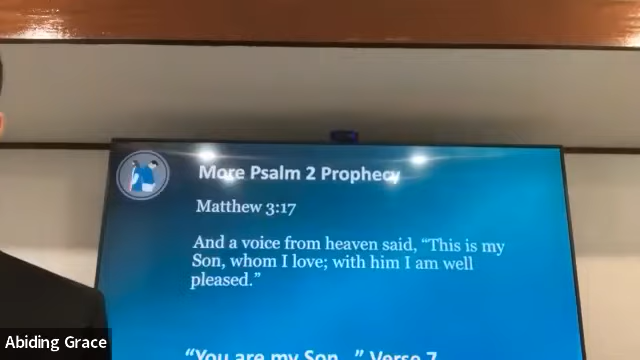 More Psalm 2 Prophecy
Matthew 3:17
And a voice from heaven said, “This is my
Son, whom I love; with him I am well
pleased.”
“You are my Son...” Verse 7
Abiding Grace